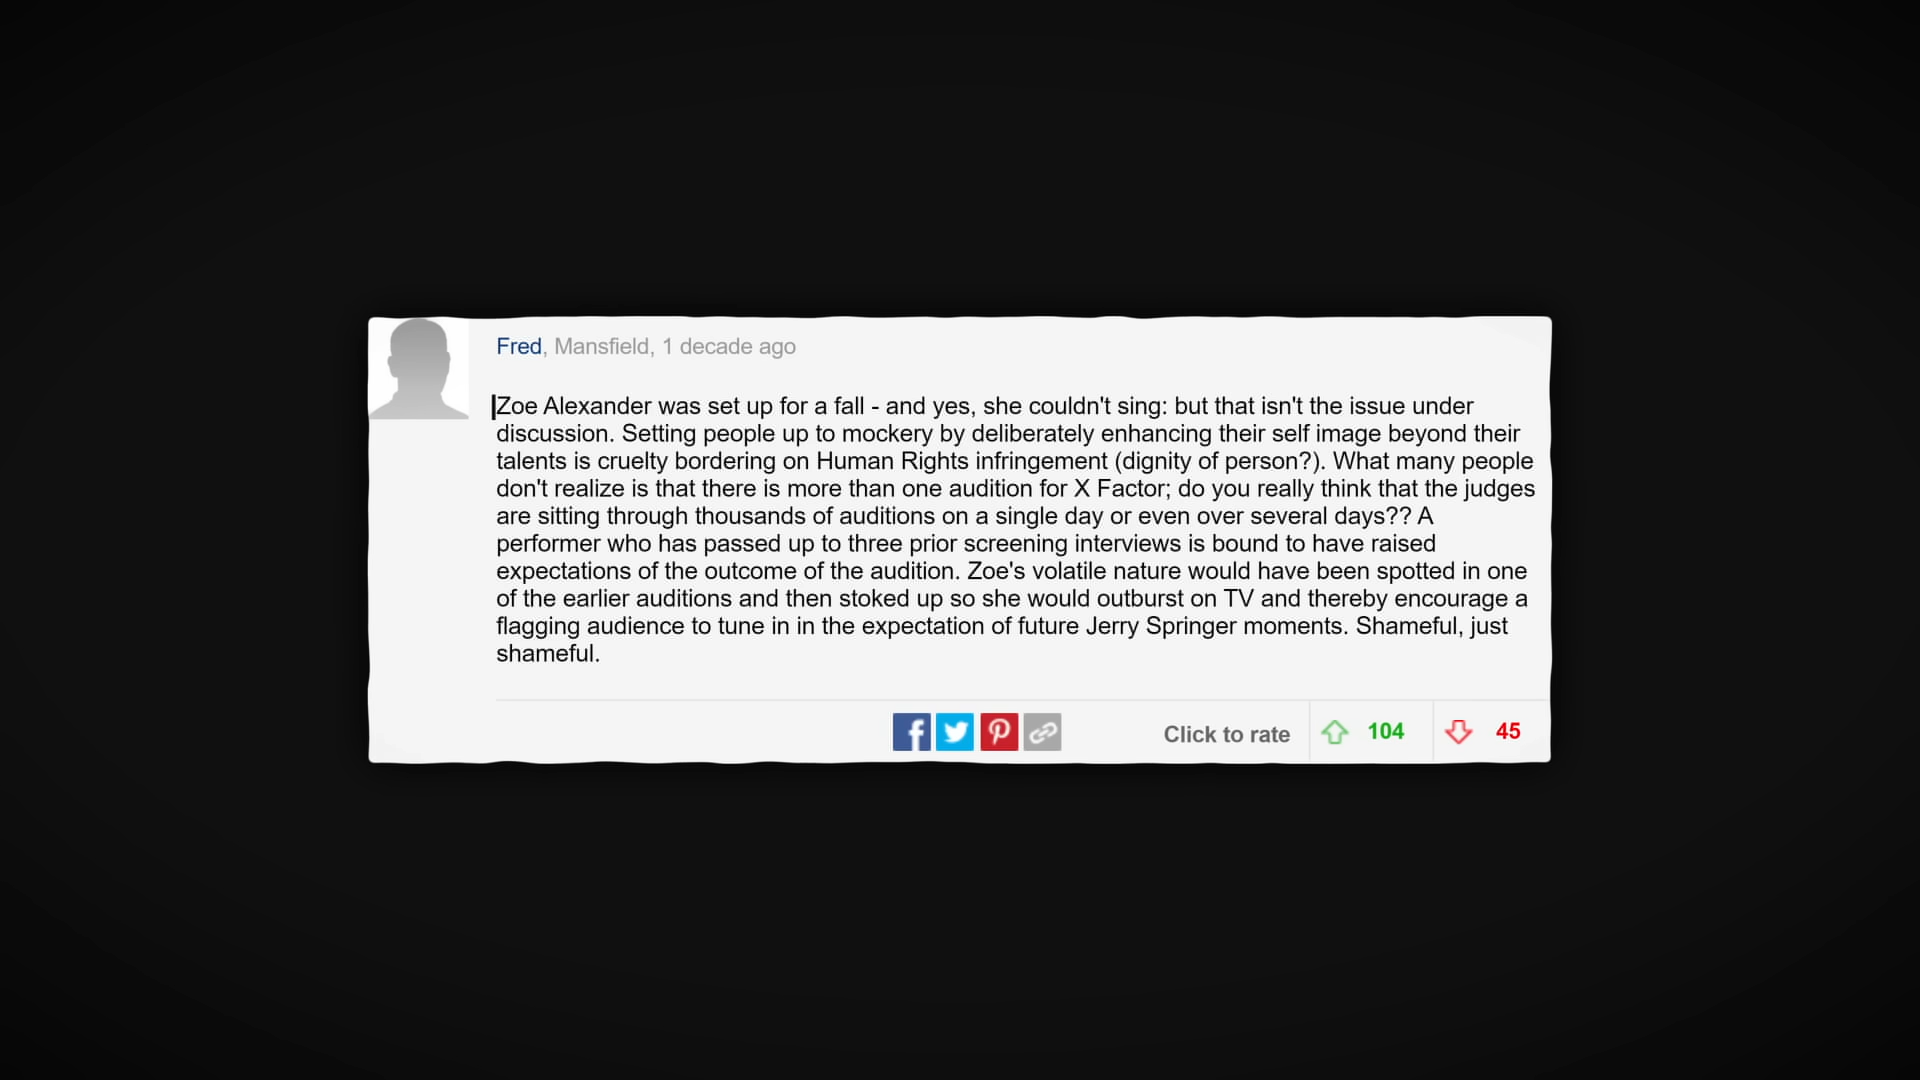 Fred, Mansfield, 1 decade ago
Zoe Alexander was set up for a fall - and yes, she couldn't sing: but that isn't the issue under
discussion. Setting people up to mockery by deliberately enhancing their self image beyond their
talents is cruelty bordering on Human Rights infringement (dignity of person?). What many people
don't realize is that there is more than one audition for X Factor; do you really think that the judges
are sitting through thousands of auditions on a single day or even over several days?? A
performer who has passed up to three prior screening interviews is bound to have raised
expectations of the outcome of the audition. Zoe's volatile nature would have been spotted in one
of the earlier auditions and then stoked up so she would outburst on TV and thereby encourage a
flagging audience to tune in in the expectation of future Jerry Springer moments. Shameful, just
shameful.
Click to rate 104 45